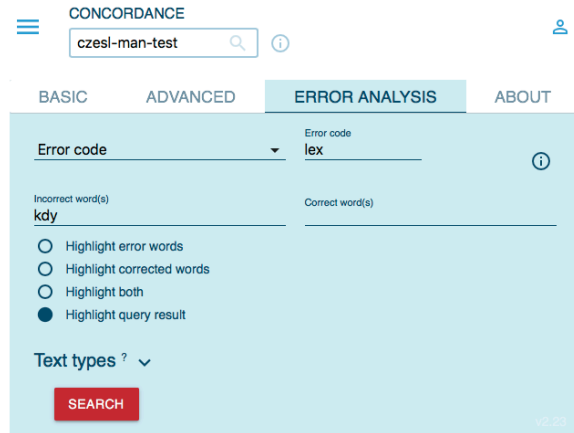 CONCORDANCE
czesl-man-test
BASIC ADVANCED ERROR ANALYSIS ABOUT
Error code
Error code lex
Incorrect word(s) Correct word(s)
kdy
Highlight error words
Highlight corrected words
Highlight both
Highlight query result
Text types ?
SEARCH
v2.23